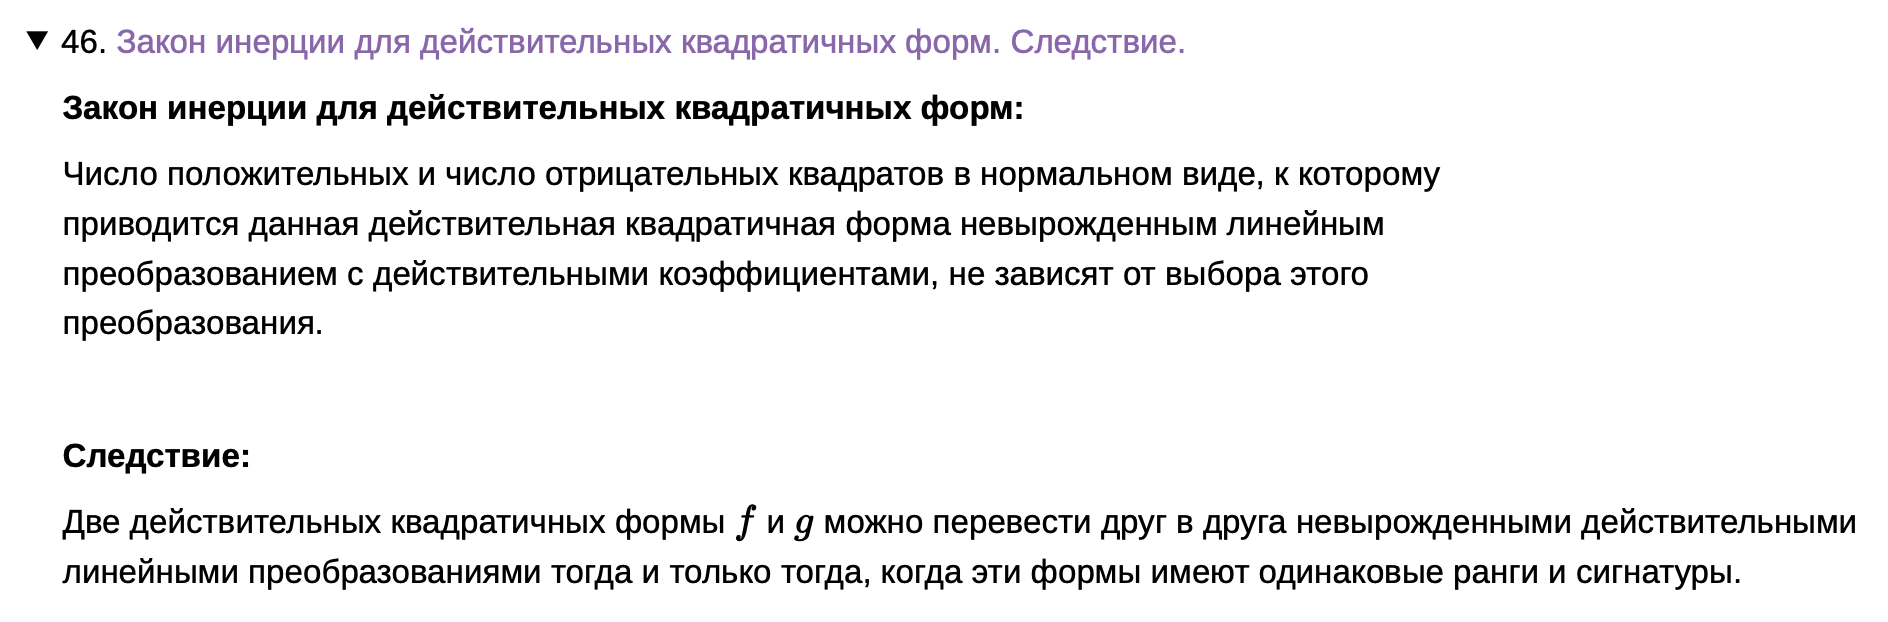 ▼ 46. Закон инерции для действительных квадратичных форм. Следствие.
Закон инерции для действительных квадратичных форм:
Число положительных и число отрицательных квадратов в нормальном виде, к которому
приводится данная действительная квадратичная форма невырожденным линейным
преобразованием с действительными коэффициентами, не зависят от выбора этого
преобразования.
Следствие:
Две действительных квадратичных формы f и g можно перевести друг в друга невырожденными действительными
линейными преобразованиями тогда и только тогда, когда эти формы имеют одинаковые ранги и сигнатуры.